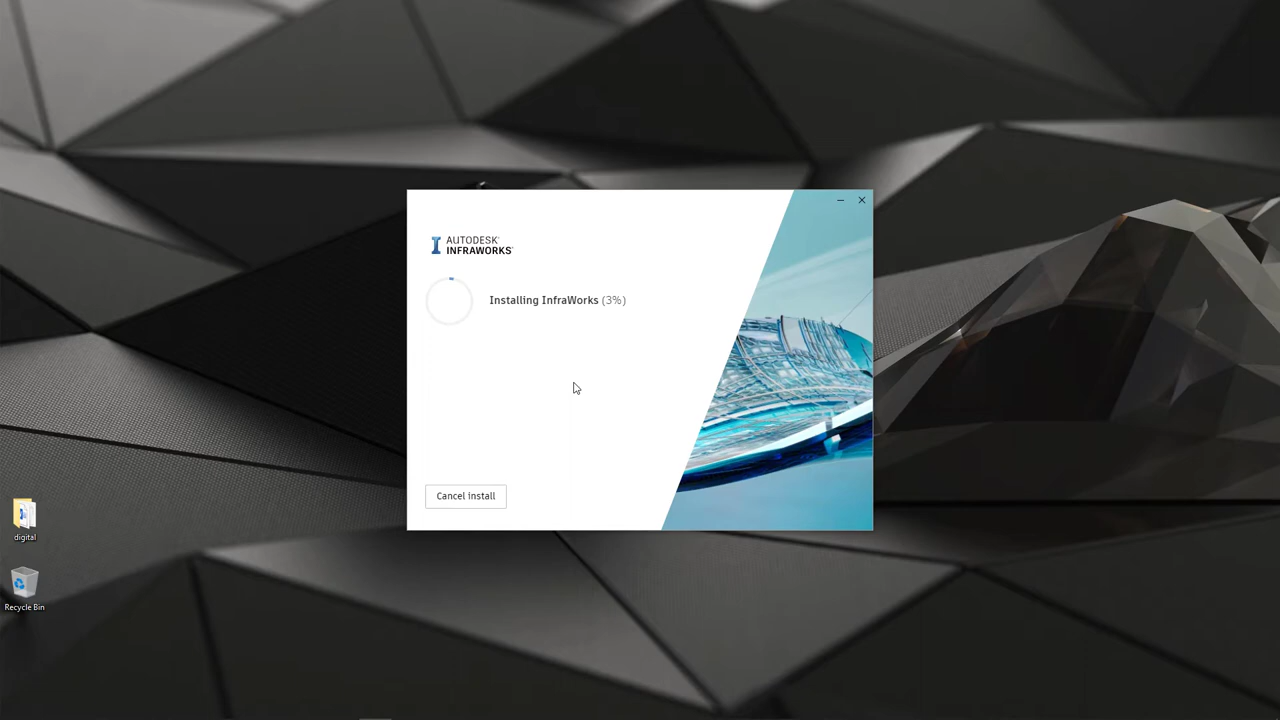 AUTODESK
INFRAWORKS
Installing InfraWorks (3%)
Cancel install
digital
Recycle Bin